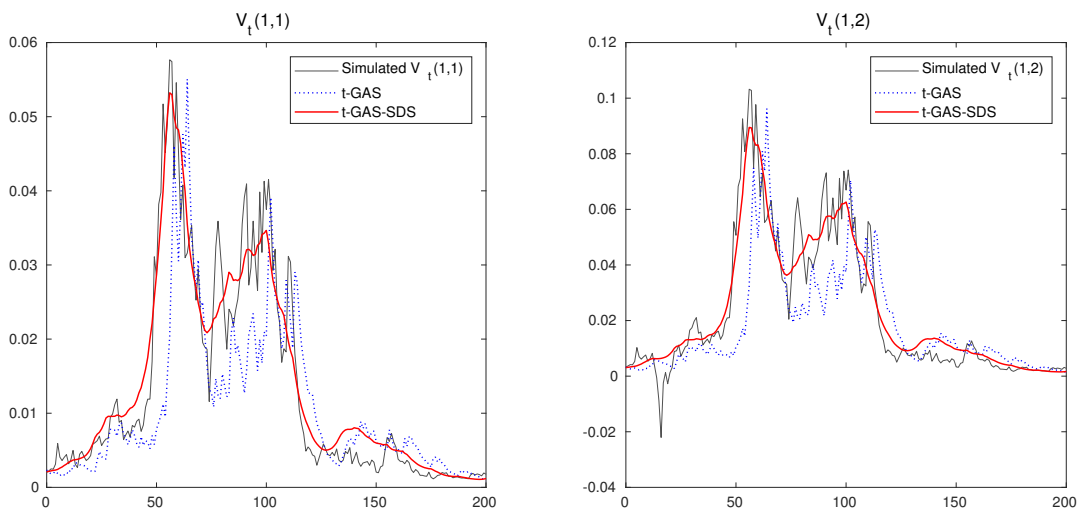 V_t(1,1)
0.06
0.05
0.04
0.03
0.02
0.01
0
0 50 100 150 200
Simulated V _t(1,1)
t-GAS
t-GAS-SDS
V_t(1,2)
0.12
0.1
0.08
0.06
0.04
0.02
0
-0.02
-0.04
0 50 100 150 200
Simulated V _t(1,2)
t-GAS
t-GAS-SDS